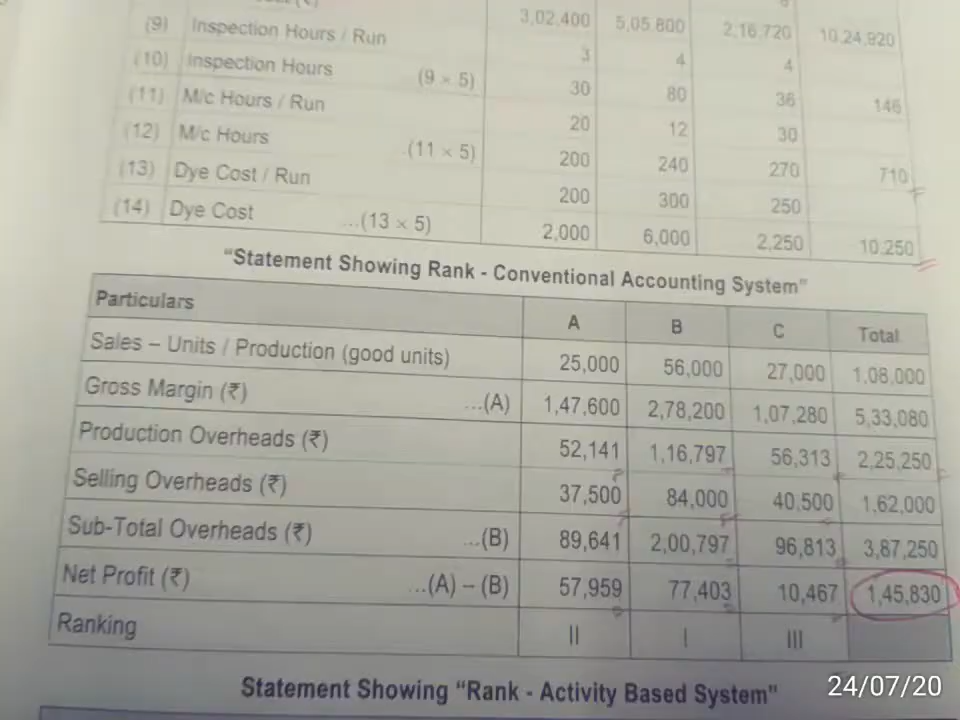 3,02,400 5,05,800 2,16,720 10,24,920
(9) Inspection Hours / Run 3 4 4
(10) Inspection Hours (9 × 5) 30 80 36 146
(11) M/c Hours / Run 20 12 30
(12) M/c Hours .(11 × 5) 200 240 270 710
(13) Dye Cost / Run 200 300 250
(14) Dye Cost ...(13 × 5) 2,000 6,000 2,250 10,250
"Statement Showing Rank - Conventional Accounting System"
Particulars A B C Total
Sales – Units / Production (good units) 25,000 56,000 27,000 1,08,000
Gross Margin (₹) ...(A) 1,47,600 2,78,200 1,07,280 5,33,080
Production Overheads (₹) 52,141 1,16,797 56,313 2,25,250
Selling Overheads (₹) 37,500 84,000 40,500 1,62,000
Sub-Total Overheads (₹) ...(B) 89,641 2,00,797 96,813 3,87,250
Net Profit (₹) ...(A) – (B) 57,959 77,403 10,467 1,45,830
Ranking II I III
Statement Showing "Rank - Activity Based System"
24/07/20